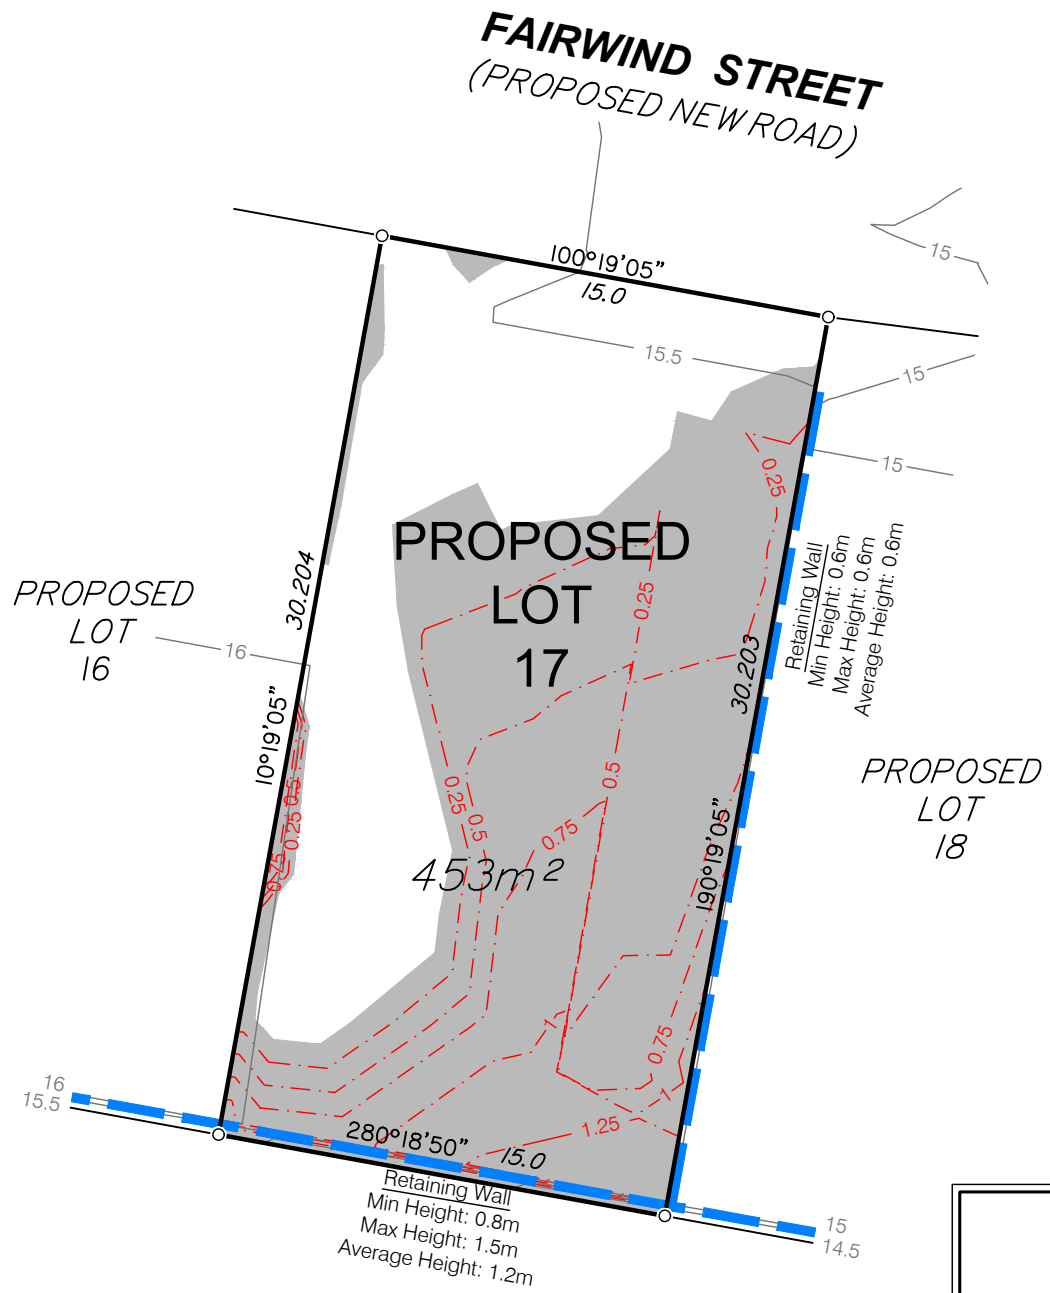 FAIRWIND STREET
(PROPOSED NEW ROAD)
100°19'05"
15.0
15
15.5
15
15
0.25
PROPOSED
LOT
17
0.25
30.204
PROPOSED
LOT
16
16
Retaining Wall
Min Height: 0.6m
Max Height: 0.6m
Average Height: 0.6m
30.203
10°19'05"
0.5
0.25
0.75
0.25
0.5
0.5
0.75
453m²
190°19'05"
PROPOSED
LOT
18
1
0.75
1
1.25
16
15.5
280°18'50"
15.0
Retaining Wall
Min Height: 0.8m
Max Height: 1.5m
Average Height: 1.2m
15
14.5